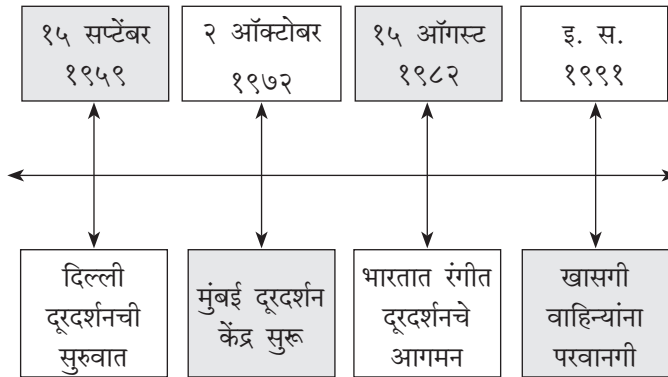 १५ सप्टेंबर
१९५९
२ ऑक्टोबर
१९७२
१५ ऑगस्ट
१९८२
इ. स.
१९९१
दिल्ली
दूरदर्शनची
सुरुवात
मुंबई दूरदर्शन
केंद्र सुरू
भारतात रंगीत
दूरदर्शनचे
आगमन
खासगी
वाहिन्यांना
परवानगी